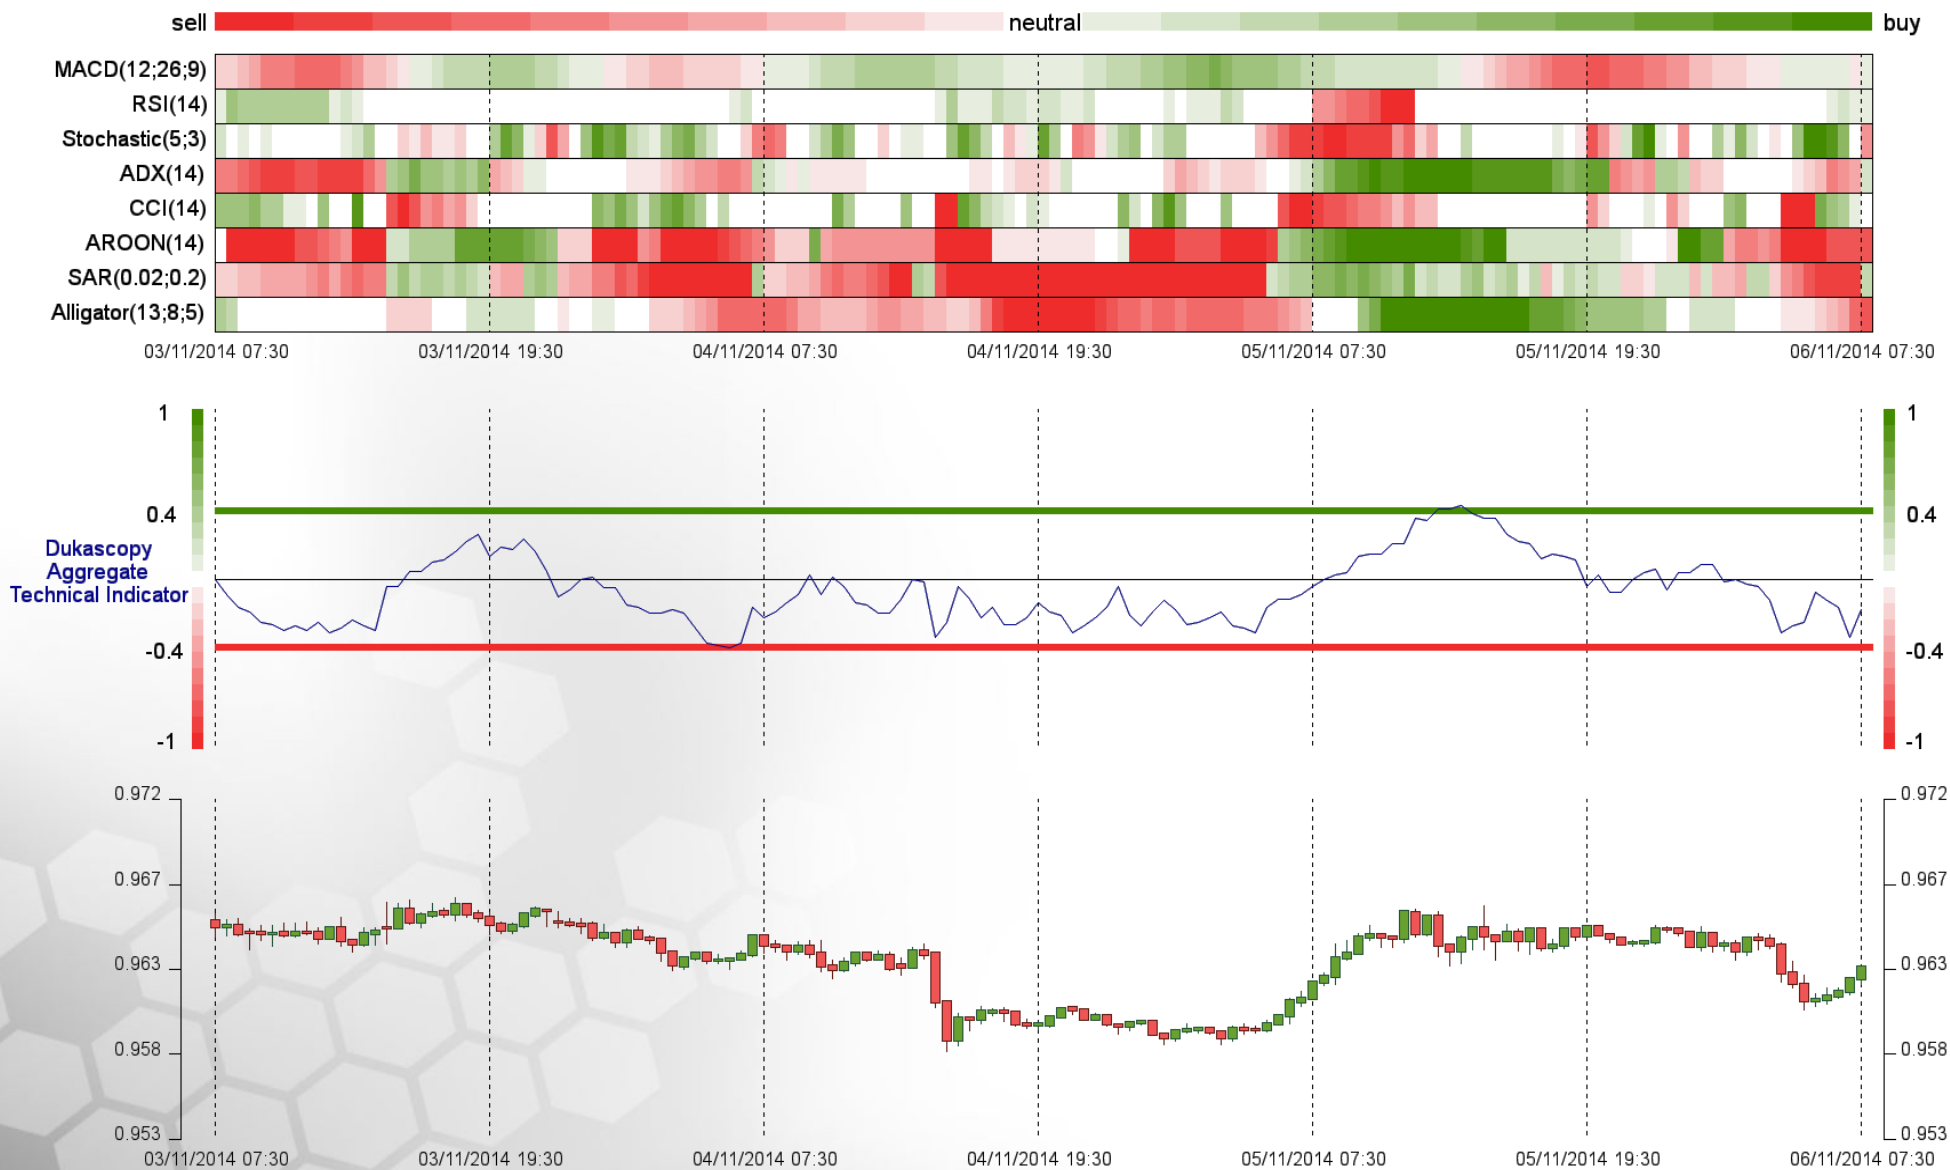 sell neutral buy
MACD(12;26;9)
RSI(14)
Stochastic(5;3)
ADX(14)
CCI(14)
AROON(14)
SAR(0.02;0.2)
Alligator(13;8;5)
03/11/2014 07:30 03/11/2014 19:30 04/11/2014 07:30 04/11/2014 19:30 05/11/2014 07:30 05/11/2014 19:30 06/11/2014 07:30
1 1
0.4 0.4
Dukascopy
Aggregate
Technical Indicator
-0.4 -0.4
-1 -1
0.972 0.972
0.967 0.967
0.963 0.963
0.958 0.958
0.953 0.953
03/11/2014 07:30 03/11/2014 19:30 04/11/2014 07:30 04/11/2014 19:30 05/11/2014 07:30 05/11/2014 19:30 06/11/2014 07:30